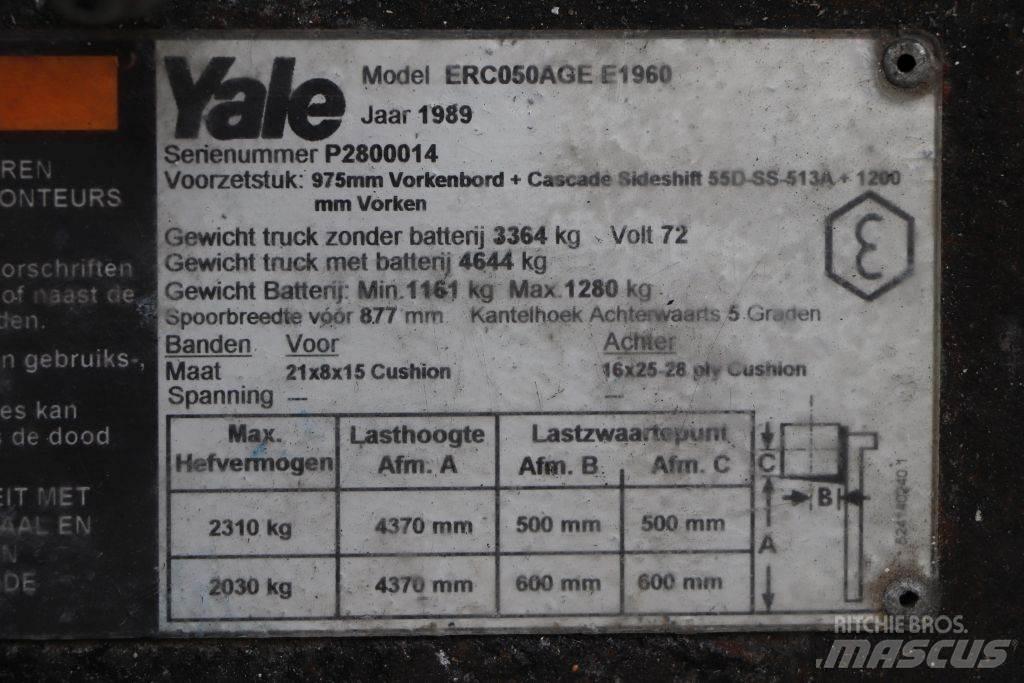 REN
ONTEURS
orschriften
of naast de
den.
n gebruiks-,
es kan
s de dood
EIT MET
AAL EN
N
DE
Yale
Model ERC050AGE E1960
Jaar 1989
Serienummer P2800014
Voorzetstuk: 975mm Vorkenbord + Cascade Sideshift 55D-SS-513A + 1200
mm Vorken
Gewicht truck zonder batterij 3364 kg Volt 72
Gewicht truck met batterij 4644 kg
Gewicht Batterij: Min.1161 kg Max.1280 kg
Spoorbreedte vóór 877 mm Kantelhoek Achterwaarts 5 Graden
Banden Voor Achter
Maat 21x8x15 Cushion 16x25-28 ply Cushion
Spanning --- ---
Max. Lasthoogte Lastzwaartepunt
Hefvermogen Afm. A Afm. B Afm. C
2310 kg 4370 mm 500 mm 500 mm
2030 kg 4370 mm 600 mm 600 mm
C
B
A
RITCHIE BROS.
MASCUS